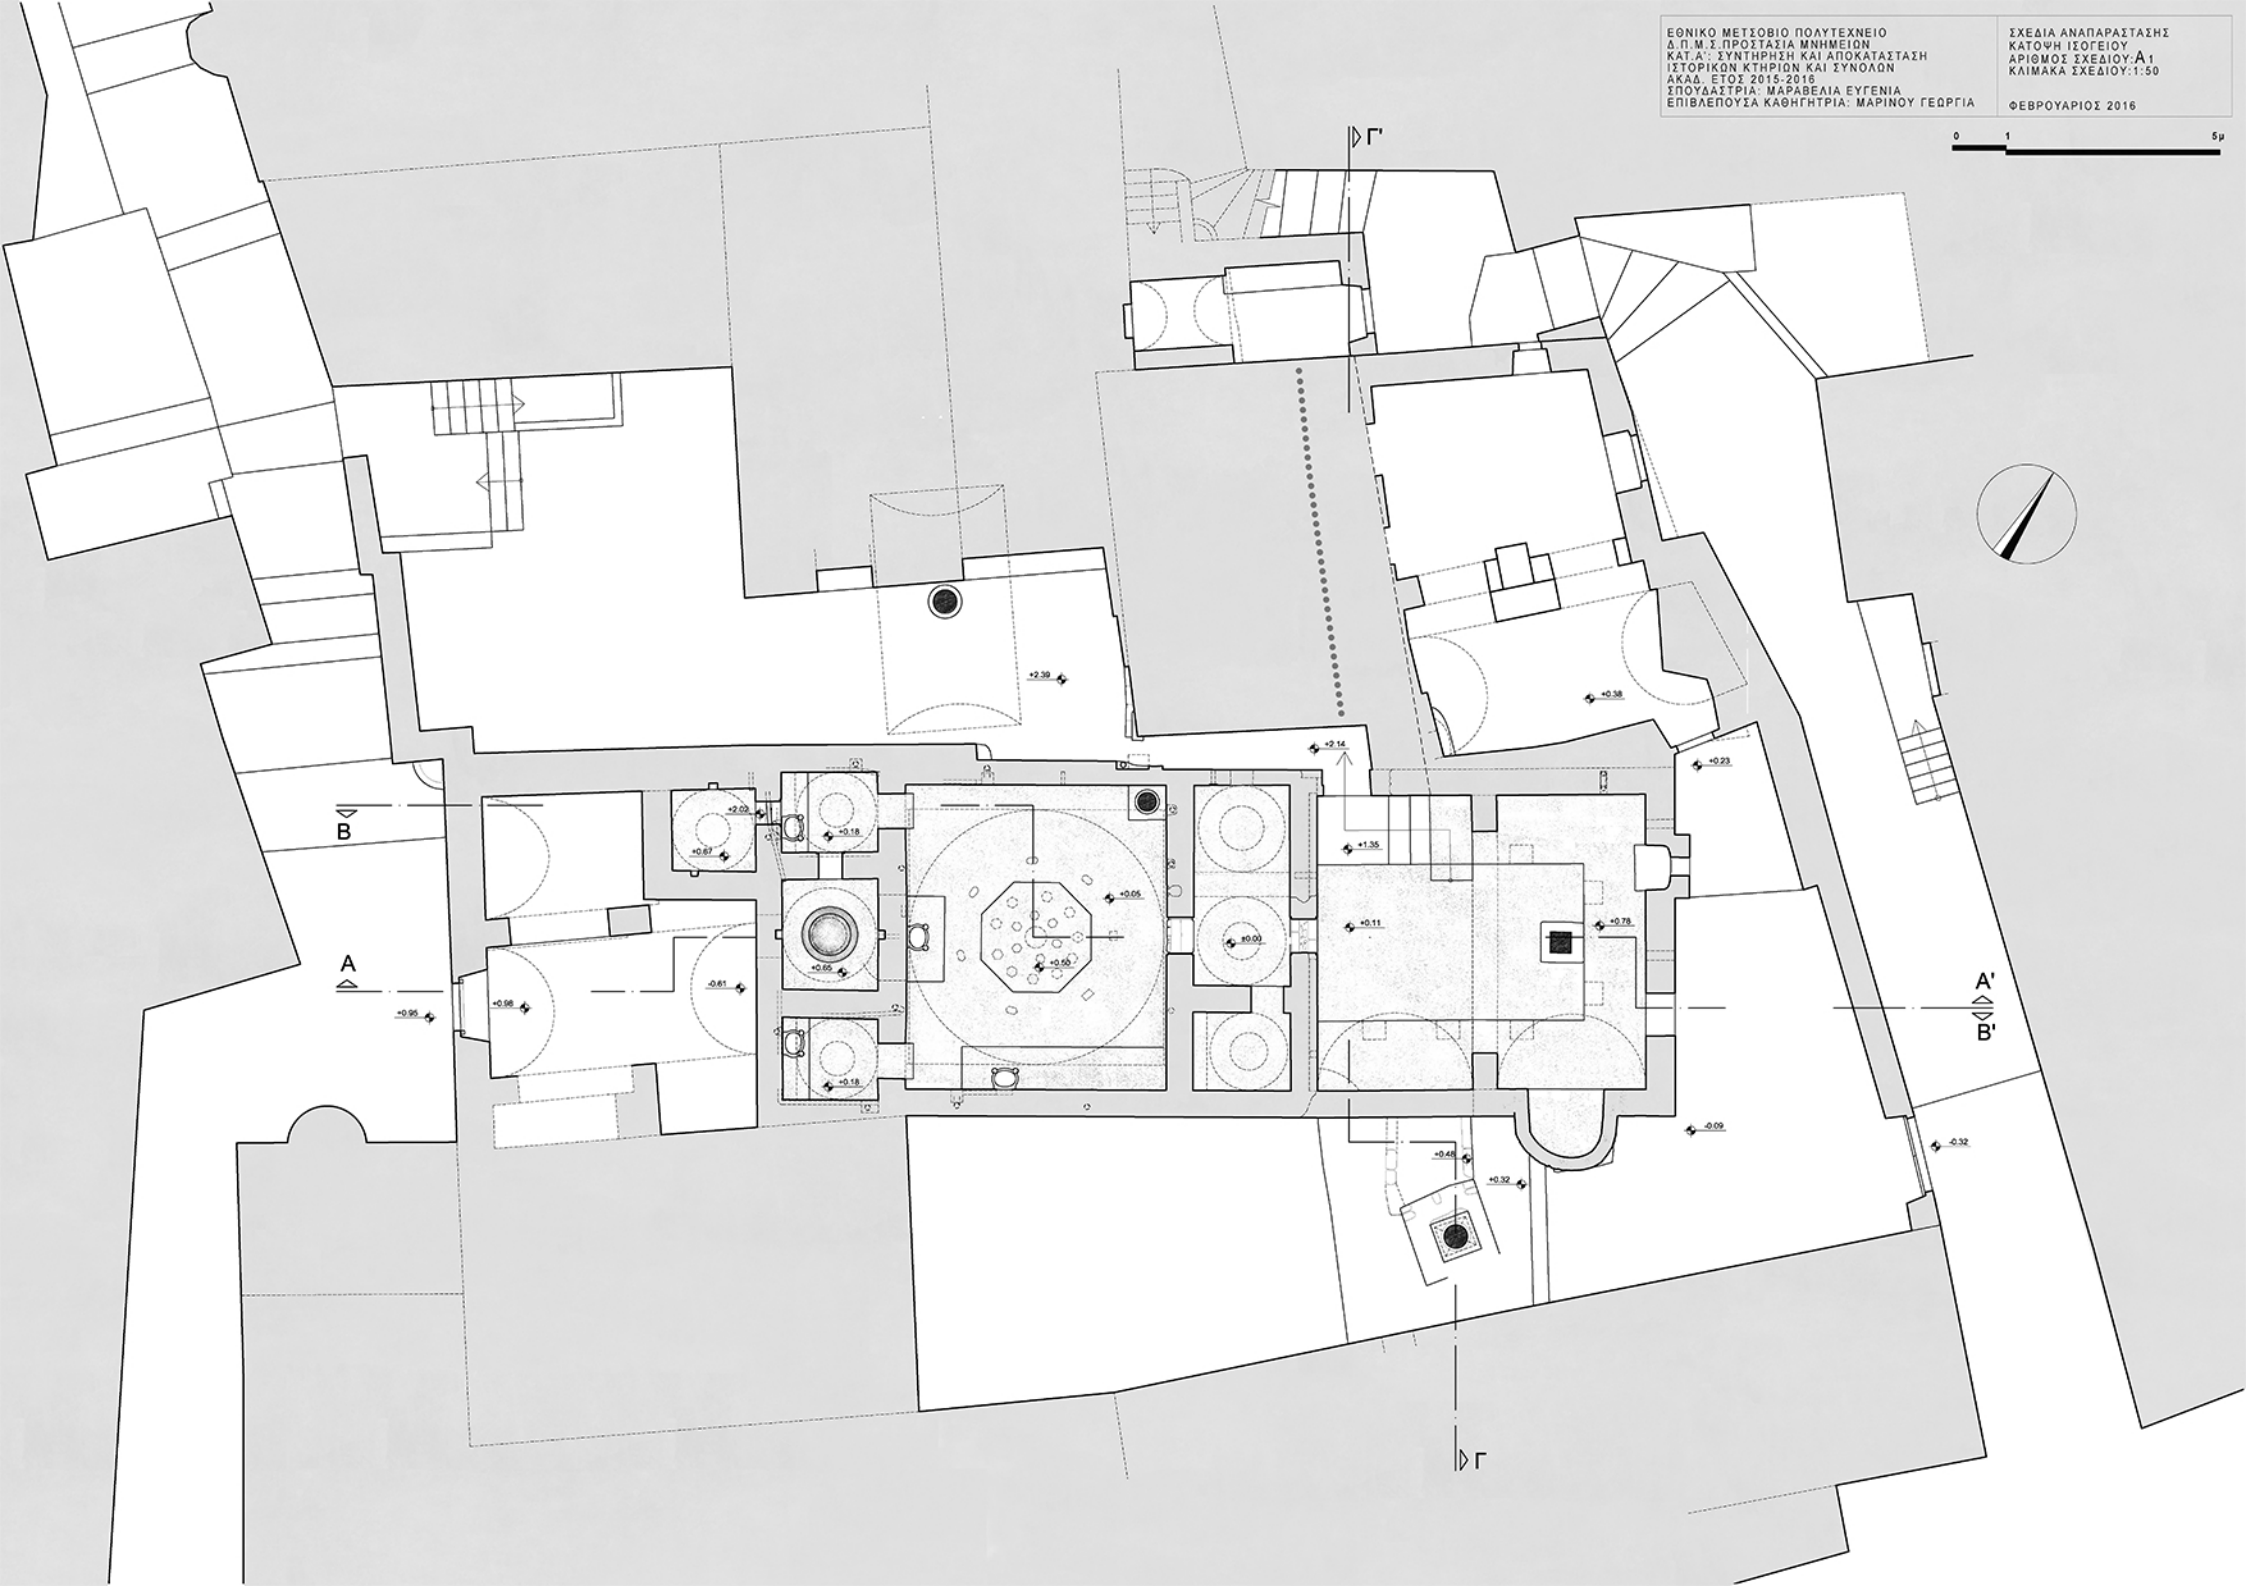 ΕΘΝΙΚΟ ΜΕΤΣΟΒΙΟ ΠΟΛΥΤΕΧΝΕΙΟ
Δ.Π.Μ.Σ.ΠΡΟΣΤΑΣΙΑ ΜΝΗΜΕΙΩΝ
ΚΑΤ.Α': ΣΥΝΤΗΡΗΣΗ ΚΑΙ ΑΠΟΚΑΤΑΣΤΑΣΗ
ΙΣΤΟΡΙΚΩΝ ΚΤΗΡΙΩΝ ΚΑΙ ΣΥΝΟΛΩΝ
ΑΚΑΔ. ΕΤΟΣ 2015-2016
ΣΠΟΥΔΑΣΤΡΙΑ: ΜΑΡΑΒΕΛΙΑ ΕΥΓΕΝΙΑ
ΕΠΙΒΛΕΠΟΥΣΑ ΚΑΘΗΓΗΤΡΙΑ: ΜΑΡΙΝΟΥ ΓΕΩΡΓΙΑ
ΣΧΕΔΙΑ ΑΝΑΠΑΡΑΣΤΑΣΗΣ
ΚΑΤΟΨΗ ΙΣΟΓΕΙΟΥ
ΑΡΙΘΜΟΣ ΣΧΕΔΙΟΥ:Α1
ΚΛΙΜΑΚΑ ΣΧΕΔΙΟΥ:1:50
ΦΕΒΡΟΥΑΡΙΟΣ 2016
0 1 5μ
Γ'
+2.39
+0.38
+2.14
+0.23
+2.02
Β
+0.18
+1.35
+0.67
+0.05
+0.11
+0.78
±0.00
Α
+0.65
+0.50
-0.61
Α'
+0.98
+0.95
Β'
+0.18
-0.09
-0.32
+0.48
+0.32
Γ